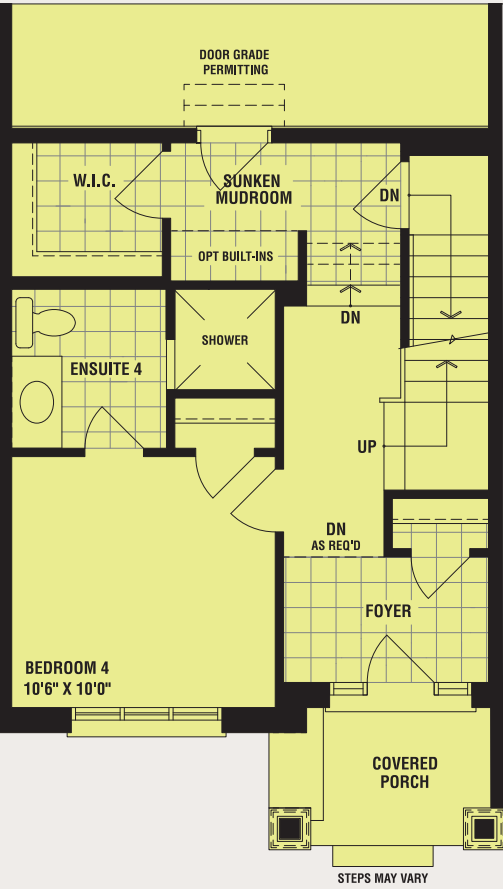 DOOR GRADE
PERMITTING
W.I.C.
SUNKEN
MUDROOM
DN
OPT BUILT-INS
DN
SHOWER
ENSUITE 4
UP
DN
AS REQ'D
FOYER
BEDROOM 4
10'6" X 10'0"
COVERED
PORCH
STEPS MAY VARY